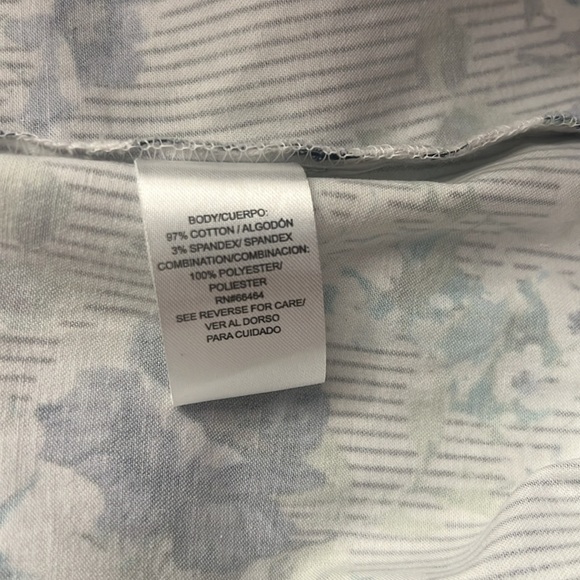 BODY/CUERPO:
97% COTTON / ALGODÓN
3% SPANDEX/ SPANDEX
COMBINATION/COMBINACION:
100% POLYESTER/
POLIESTER
RN#66464
SEE REVERSE FOR CARE/
VER AL DORSO
PARA CUIDADO